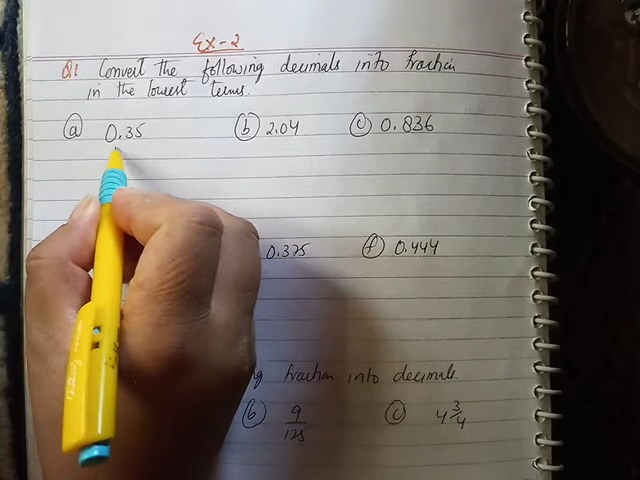 Ex-2
Q1 Convert the following decimals into fraction
in the lowest terms.
(a) 0.35 (b) 2.04 (c) 0.836
0.375 (f) 0.444
fraction into decimals.
(b) 9/125 (c) 4 3/4